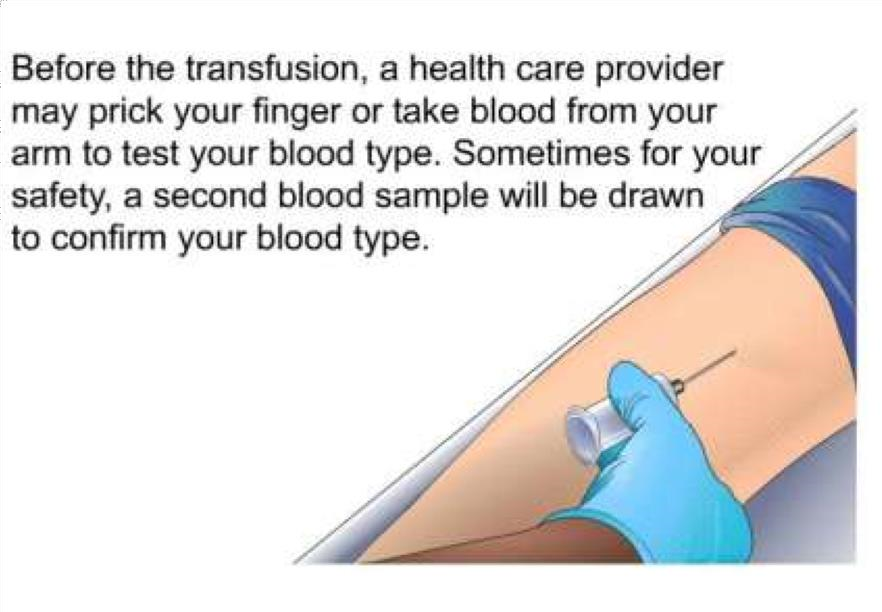 Before the transfusion, a health care provider
may prick your finger or take blood from your
arm to test your blood type. Sometimes for your
safety, a second blood sample will be drawn
to confirm your blood type.